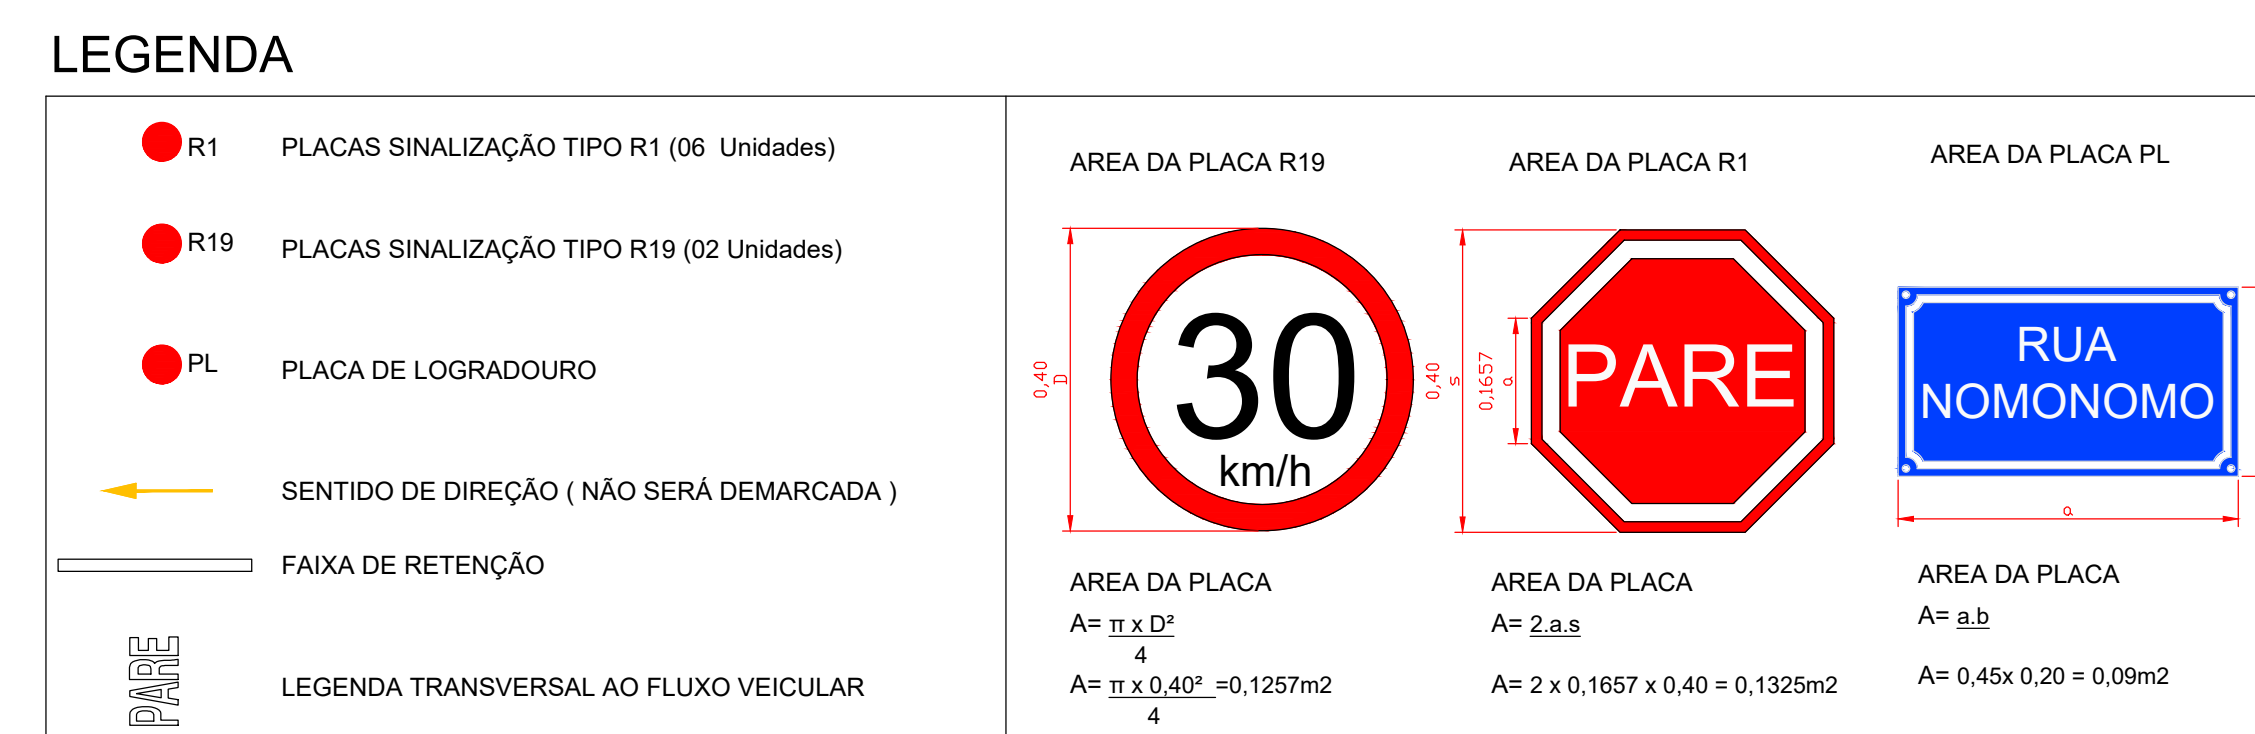 LEGENDA
R1 PLACAS SINALIZAÇÃO TIPO R1 (06  Unidades)
R19 PLACAS SINALIZAÇÃO TIPO R19 (02 Unidades)
PL PLACA DE LOGRADOURO
SENTIDO DE DIREÇÃO ( NÃO SERÁ DEMARCADA )
FAIXA DE RETENÇÃO
PARE LEGENDA TRANSVERSAL AO FLUXO VEICULAR
AREA DA PLACA R19
0,40
D
30
km/h
AREA DA PLACA
A= π x D²
4
A= π x 0,40² =0,1257m2
4
AREA DA PLACA R1
0,40
s
0,1657
a
PARE
AREA DA PLACA
A= 2.a.s
A= 2 x 0,1657 x 0,40 = 0,1325m2
AREA DA PLACA PL
RUA
NOMONOMO
a
AREA DA PLACA
A= a.b
A= 0,45x 0,20 = 0,09m2